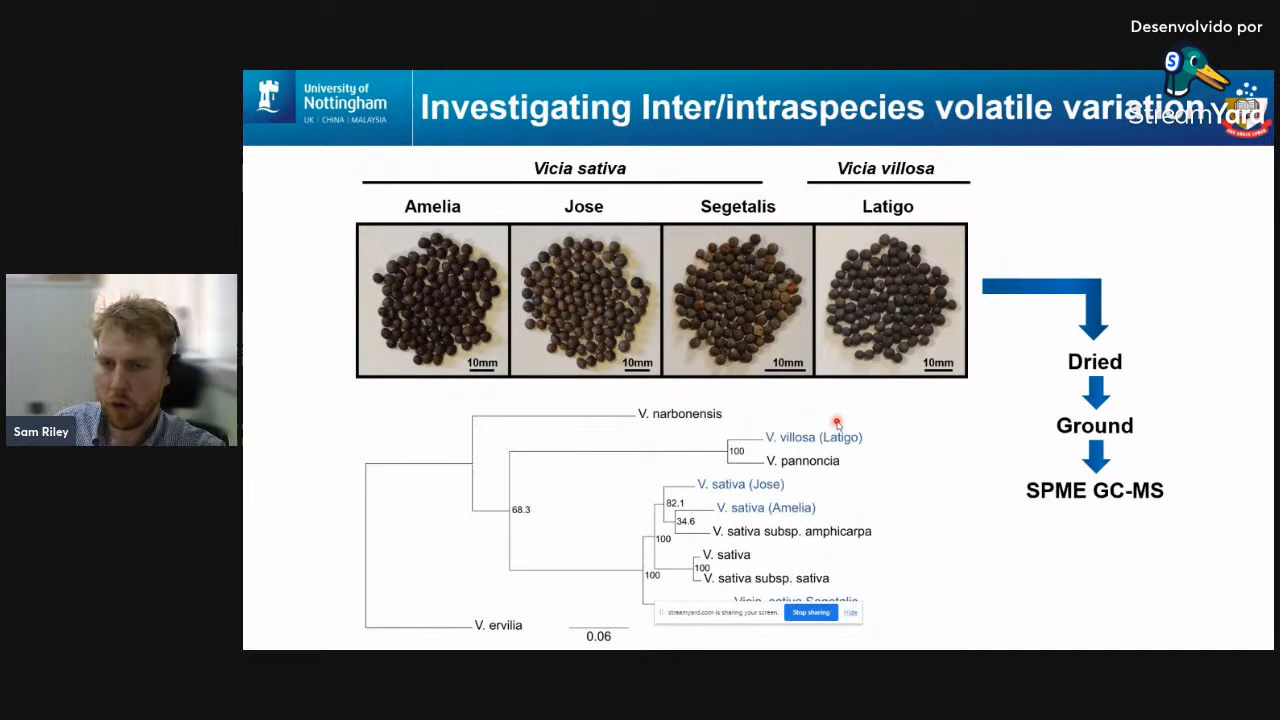 Desenvolvido por
StreamYard
University of
Nottingham
UK | CHINA | MALAYSIA
Investigating Inter/intraspecies volatile variation
Vicia sativa
Vicia villosa
Amelia
Jose
Segetalis
Latigo
10mm
10mm
10mm
10mm
Dried
Ground
SPME GC-MS
Sam Riley
V. narbonensis
V. villosa (Latigo)
100
V. pannoncia
V. sativa (Jose)
82.1
V. sativa (Amelia)
68.3
34.6
V. sativa subsp. amphicarpa
100
V. sativa
100
100
V. sativa subsp. sativa
streamyard.com is sharing your screen.
Stop sharing
Hide
V. ervilia
0.06